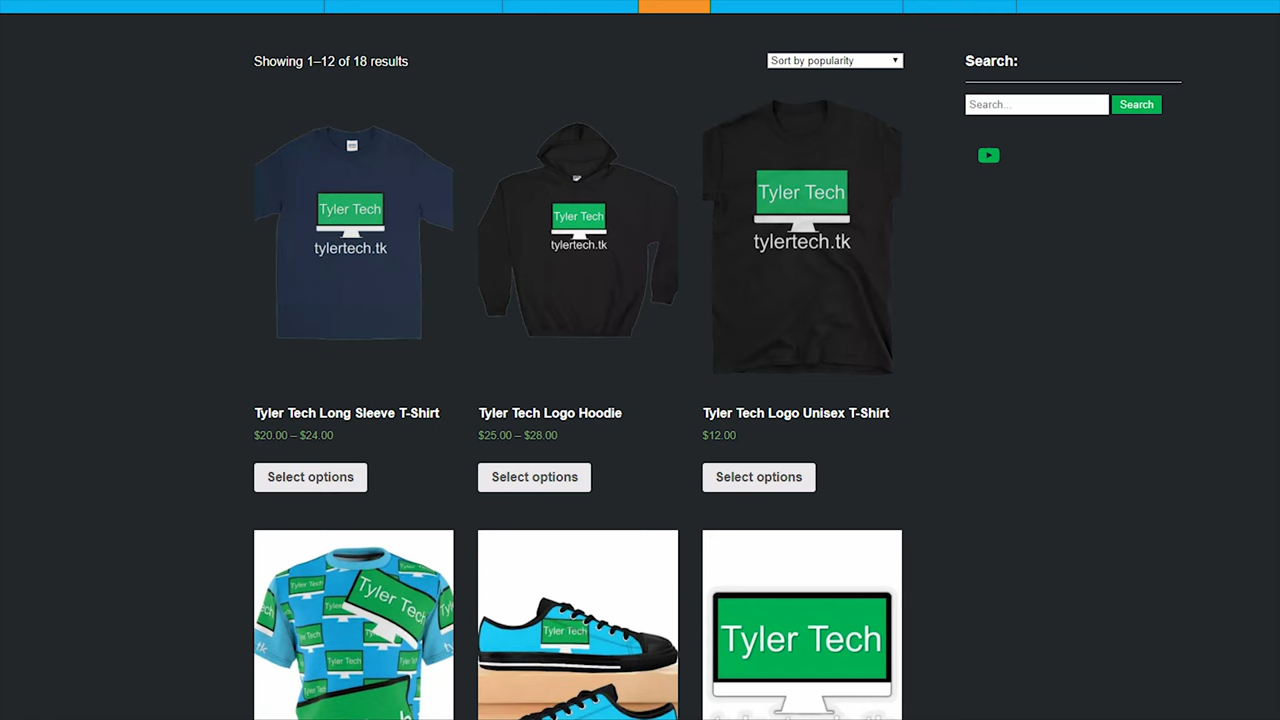 Showing 1–12 of 18 results
Sort by popularity
Search:
Search...
Search
Tyler Tech
tylertech.tk
Tyler Tech
tylertech.tk
Tyler Tech
tylertech.tk
Tyler Tech Long Sleeve T-Shirt
Tyler Tech Logo Hoodie
Tyler Tech Logo Unisex T-Shirt
$20.00 – $24.00
$25.00 – $28.00
$12.00
Select options
Select options
Select options
Tyler Tech
Tyler Tech
Tyler Tech